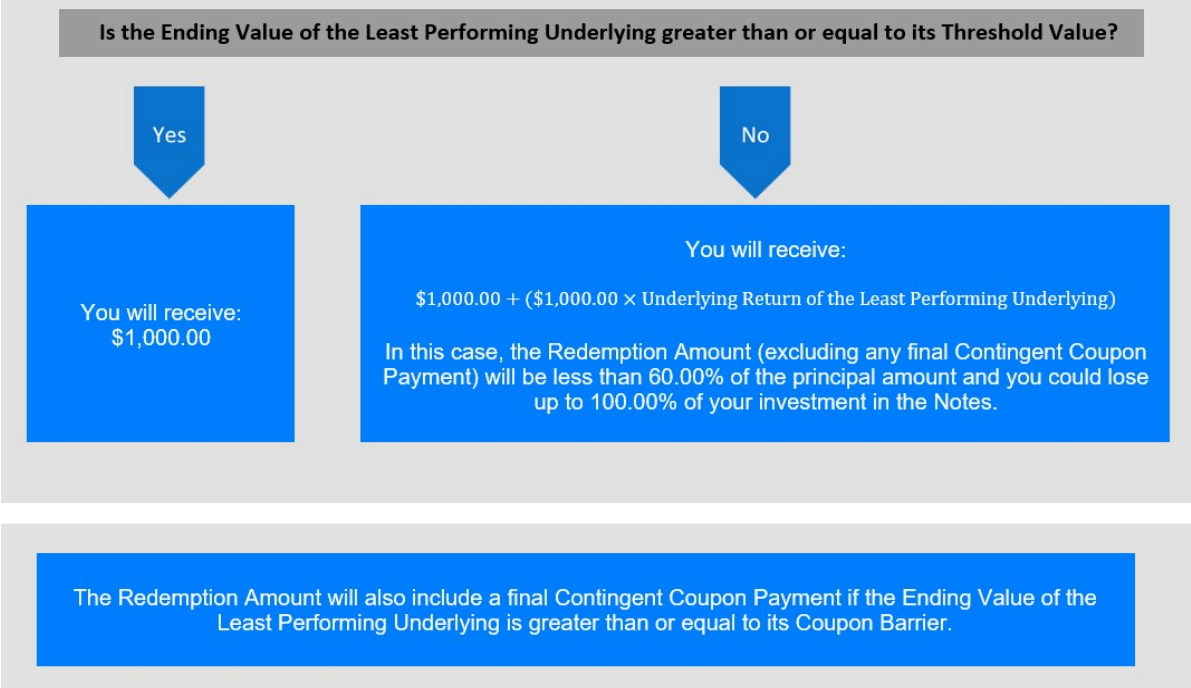 Is the Ending Value of the Least Performing Underlying greater than or equal to its Threshold Value?
Yes
No
You will receive:
$1,000.00
You will receive:
$1,000.00 + ($1,000.00 × Underlying Return of the Least Performing Underlying)
In this case, the Redemption Amount (excluding any final Contingent Coupon
Payment) will be less than 60.00% of the principal amount and you could lose
up to 100.00% of your investment in the Notes.
The Redemption Amount will also include a final Contingent Coupon Payment if the Ending Value of the
Least Performing Underlying is greater than or equal to its Coupon Barrier.